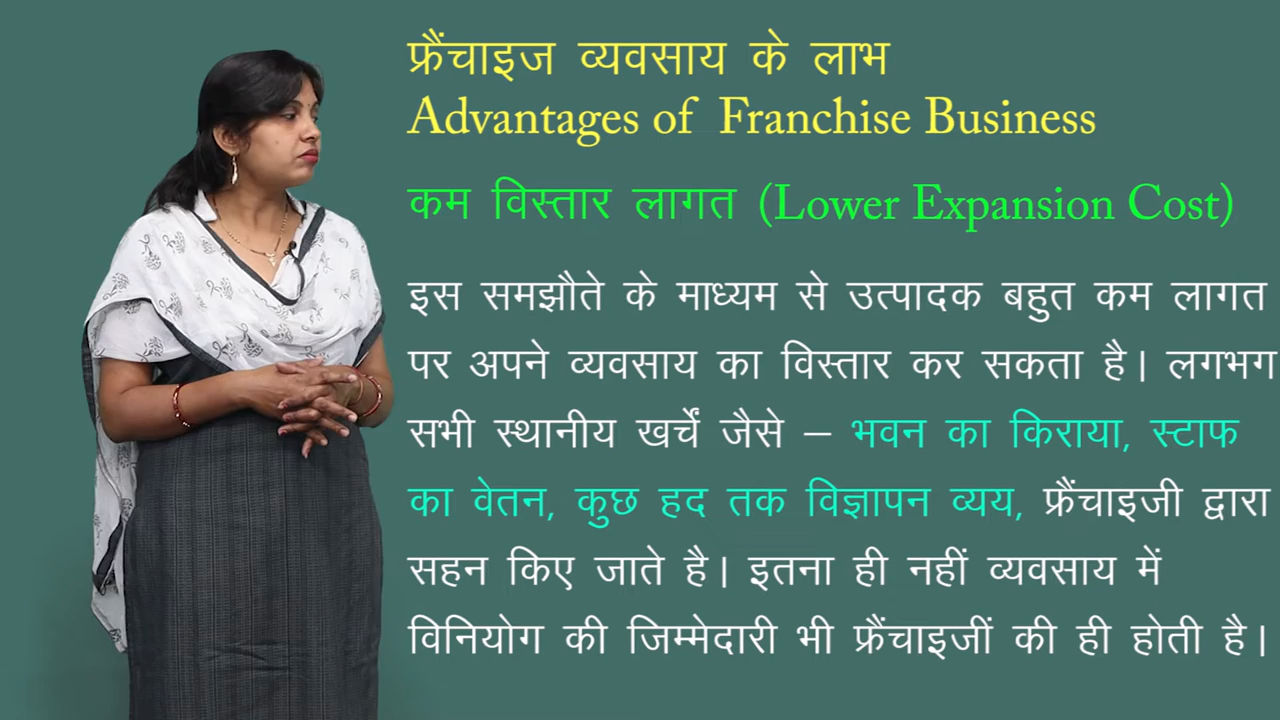 फ्रैंचाइज व्यवसाय के लाभ
Advantages of Franchise Business
कम विस्तार लागत (Lower Expansion Cost)
इस समझौते के माध्यम से उत्पादक बहुत कम लागत
पर अपने व्यवसाय का विस्तार कर सकता है। लगभग
सभी स्थानीय खर्चें जैसे – भवन का किराया, स्टाफ
का वेतन, कुछ हद तक विज्ञापन व्यय, फ्रैंचाइजी द्वारा
सहन किए जाते है। इतना ही नहीं व्यवसाय में
विनियोग की जिम्मेदारी भी फ्रैंचाइजीं की ही होती है।